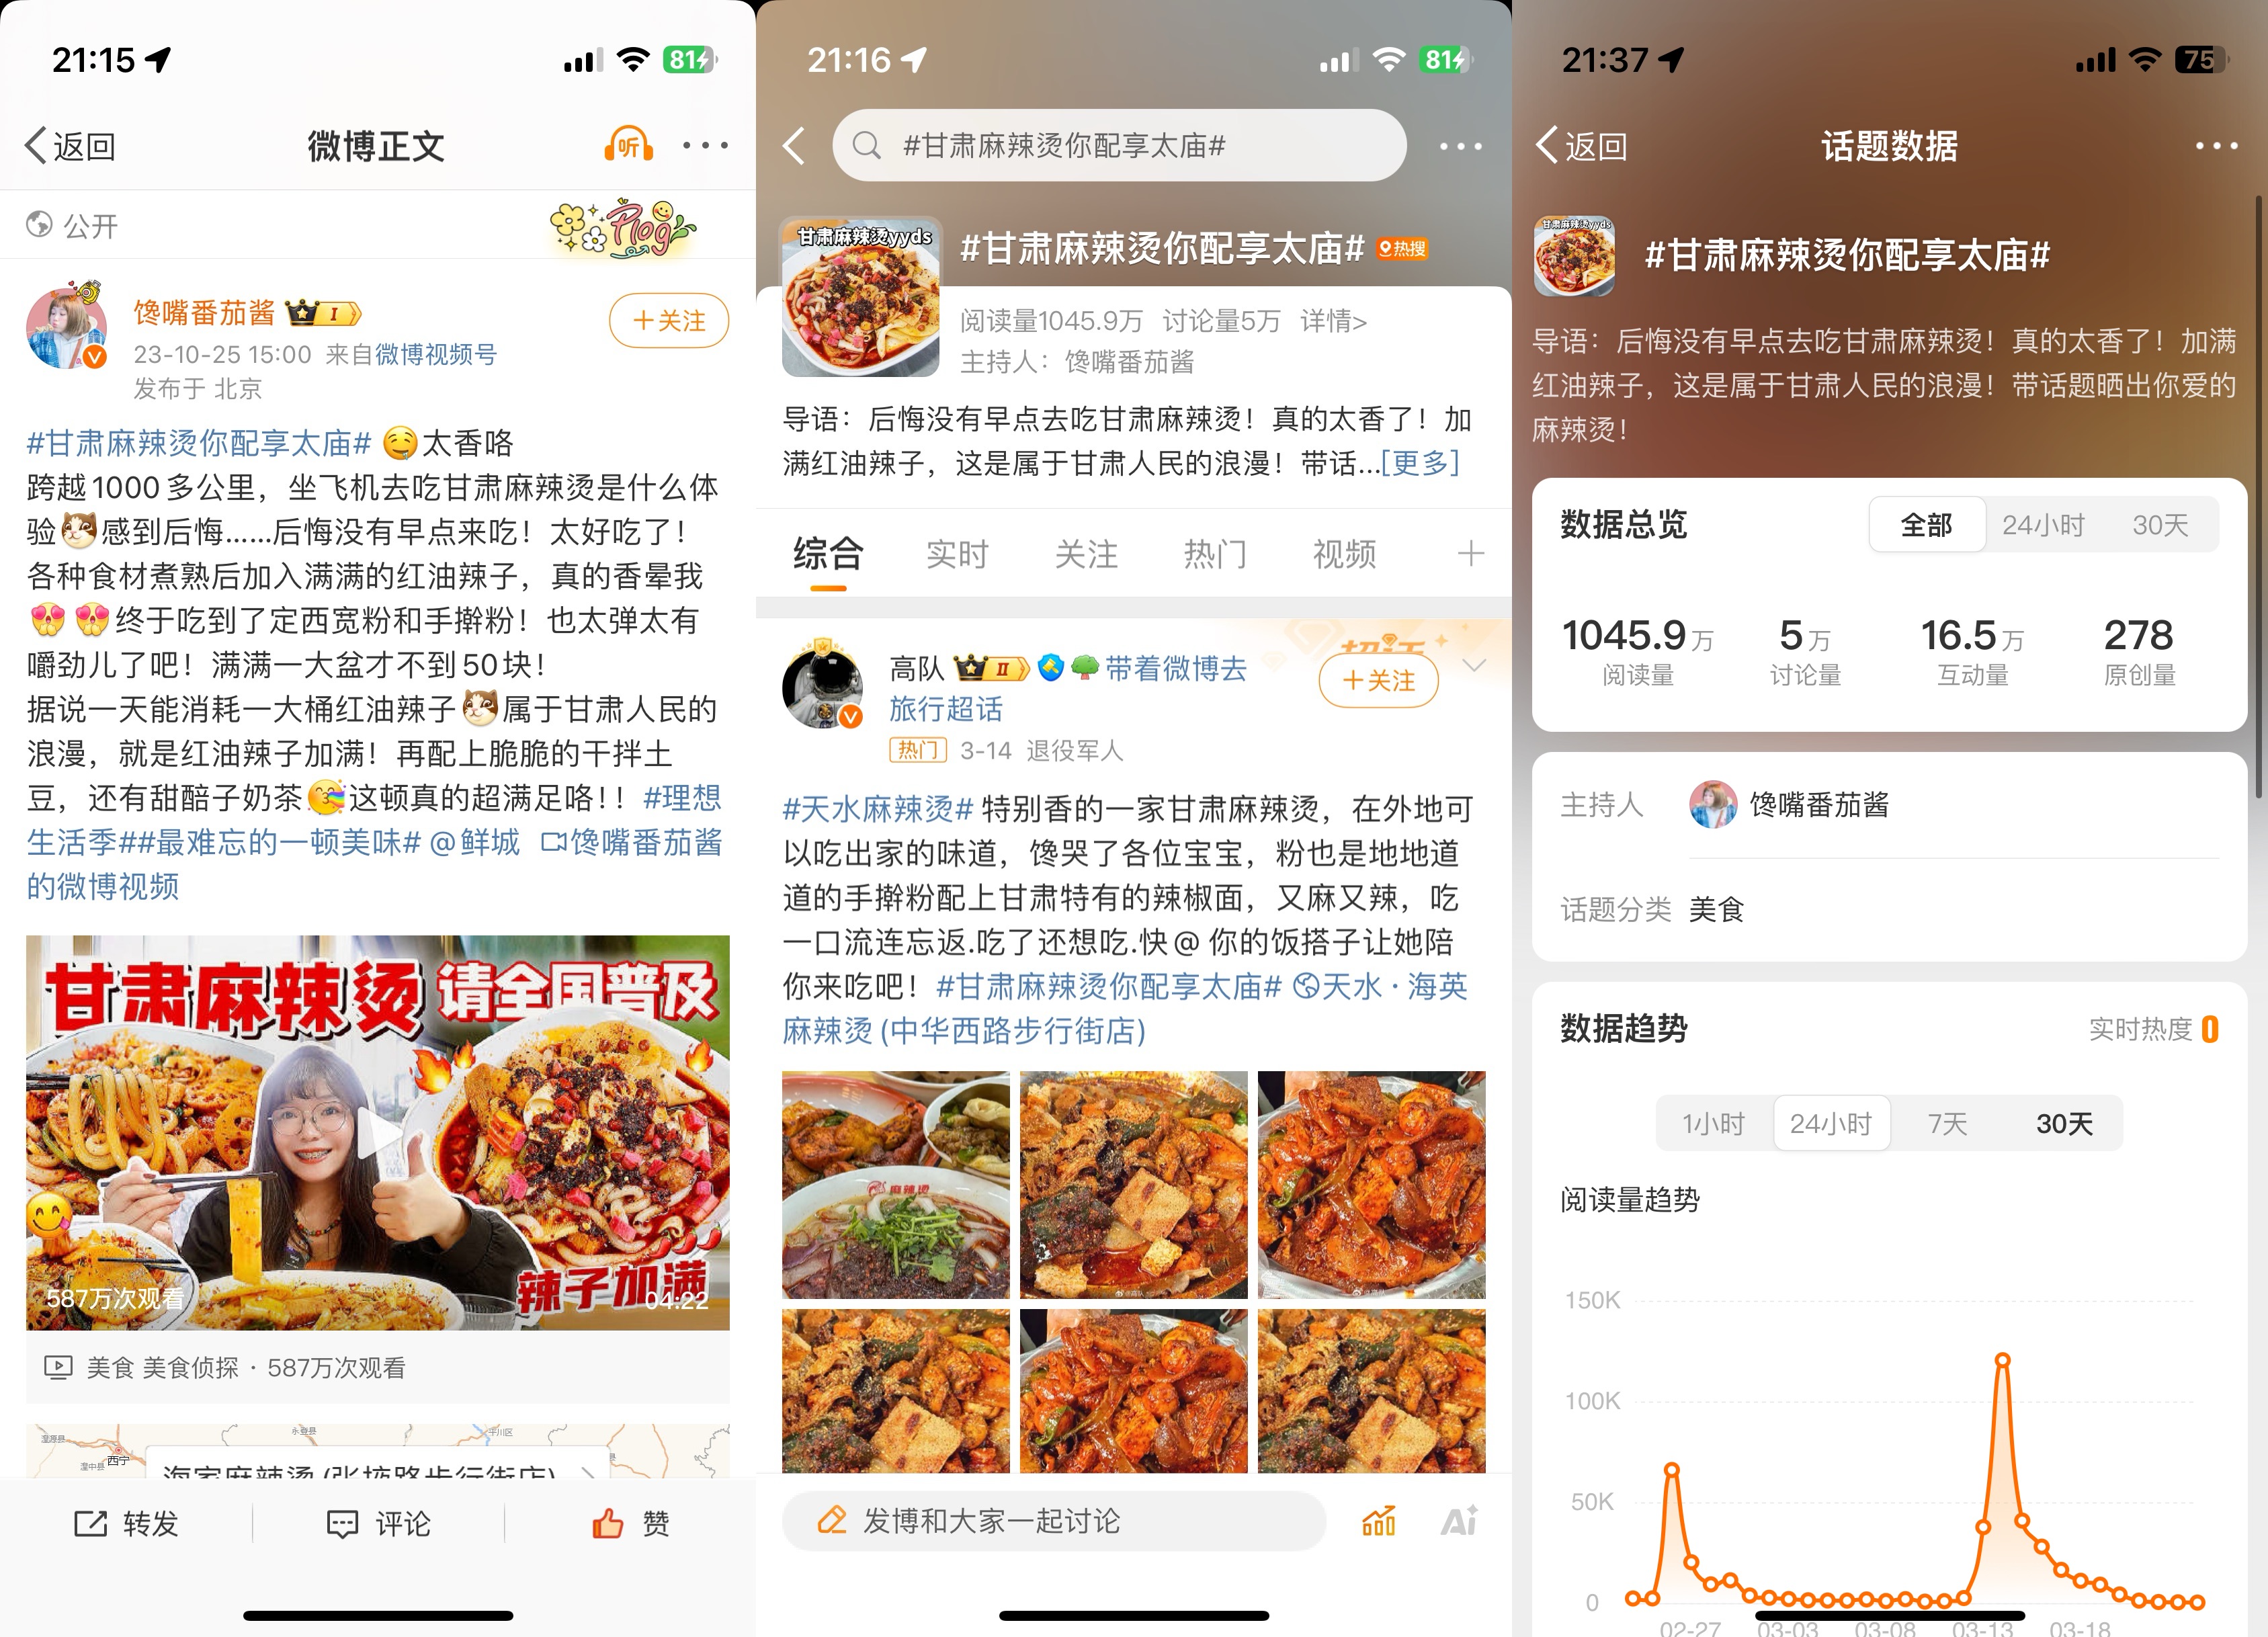 21:15
81
返回
微博正文
听
公开
Plog
馋嘴番茄酱
I
+关注
23-10-25 15:00 来自微博视频号
发布于 北京
#甘肃麻辣烫你配享太庙# 太香咯
跨越1000多公里，坐飞机去吃甘肃麻辣烫是什么体
验感到后悔……后悔没有早点来吃！太好吃了！
各种食材煮熟后加入满满的红油辣子，真的香晕我
终于吃到了定西宽粉和手擀粉！也太弹太有
嚼劲儿了吧！满满一大盆才不到50块！
据说一天能消耗一大桶红油辣子属于甘肃人民的
浪漫，就是红油辣子加满！再配上脆脆的干拌土
豆，还有甜醅子奶茶这顿真的超满足咯！！#理想
生活季##最难忘的一顿美味# @鲜城 馋嘴番茄酱
的微博视频
甘肃麻辣烫 请全国普及
辣子加满
587万次观看
04:22
美食 美食侦探 · 587万次观看
湟源县
湟中县
西宁
永登县
平川区
海家麻辣烫 (张掖路步行街店)
转发
评论
赞
21:16
81
#甘肃麻辣烫你配享太庙#
甘肃麻辣烫yyds
#甘肃麻辣烫你配享太庙#
热搜
阅读量1045.9万 讨论量5万 详情>
主持人：馋嘴番茄酱
导语：后悔没有早点去吃甘肃麻辣烫！真的太香了！加
满红油辣子，这是属于甘肃人民的浪漫！带话...[更多]
综合
实时
关注
热门
视频
+
超话
高队
II
带着微博去
旅行超话
+关注
热门 3-14 退役军人
#天水麻辣烫# 特别香的一家甘肃麻辣烫，在外地可
以吃出家的味道，馋哭了各位宝宝，粉也是地地道
道的手擀粉配上甘肃特有的辣椒面，又麻又辣，吃
一口流连忘返.吃了还想吃.快@ 你的饭搭子让她陪
你来吃吧！#甘肃麻辣烫你配享太庙# 天水·海英
麻辣烫 (中华西路步行街店)
麻辣烫
发博和大家一起讨论
Ai
21:37
75
返回
话题数据
甘肃麻辣烫yyds
#甘肃麻辣烫你配享太庙#
导语：后悔没有早点去吃甘肃麻辣烫！真的太香了！加满
红油辣子，这是属于甘肃人民的浪漫！带话题晒出你爱的
麻辣烫！
数据总览
全部
24小时
30天
1045.9万
5万
16.5万
278
阅读量
讨论量
互动量
原创量
主持人
馋嘴番茄酱
话题分类 美食
数据趋势
实时热度 0
1小时
24小时
7天
30天
阅读量趋势
150K
100K
50K
0
02-27
03-03
03-08
03-13
03-18